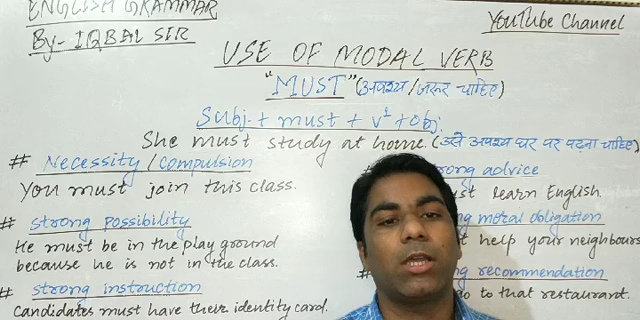 ENGLISH GRAMMAR
By- IQBAL SIR
YouTube Channel
USE OF MODAL VERB
"MUST" (अवश्य/जरूर चाहिए)
Subj. + must + v¹ + obj.
She must study at home. (उसे अवश्य घर पर पढ़ना चाहिए)
# Necessity / compulsion
You must join this class.
# strong possibility
He must be in the play ground
because he is not in the class.
# strong instruction
Candidates must have their identity card.
advice
learn English
moral obligation
help your neighbours
# recommendation
to that restaurant.